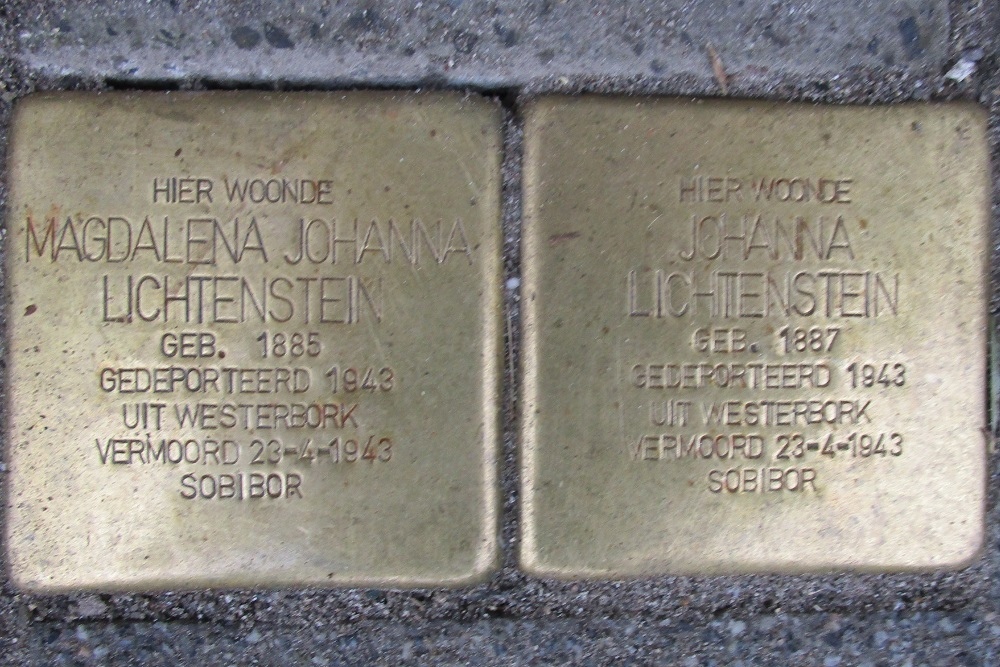 HIER WOONDE
MAGDALENA JOHANNA
LICHTENSTEIN
GEB. 1885
GEDEPORTEERD 1943
UIT WESTERBORK
VERMOORD 23-4-1943
SOBIBOR
HIER WOONDE
JOHANNA
LICHTENSTEIN
GEB. 1887
GEDEPORTEERD 1943
UIT WESTERBORK
VERMOORD 23-4-1943
SOBIBOR